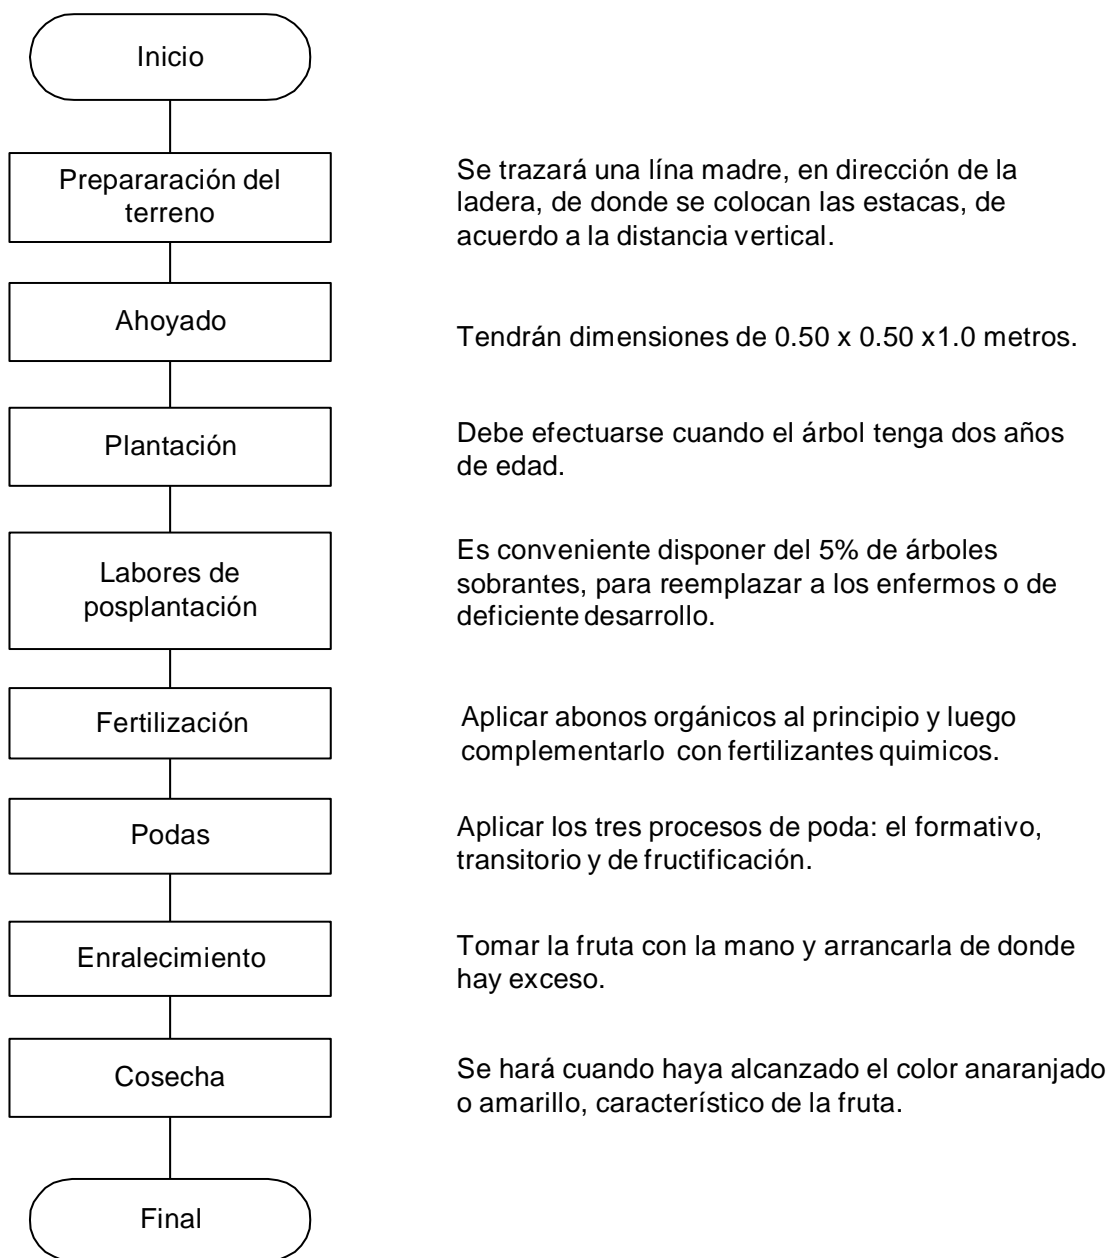 Inicio
Prepararación del
terreno
Se trazará una lína madre, en dirección de la
ladera, de donde se colocan las estacas, de
acuerdo a la distancia vertical.
Ahoyado
Tendrán dimensiones de 0.50 x 0.50 x1.0 metros.
Plantación
Debe efectuarse cuando el árbol tenga dos años
de edad.
Labores de
posplantación
Es conveniente disponer del 5% de árboles
sobrantes, para reemplazar a los enfermos o de
deficiente desarrollo.
Fertilización
Aplicar abonos orgánicos al principio y luego
complementarlo con fertilizantes quimicos.
Podas
Aplicar los tres procesos de poda: el formativo,
transitorio y de fructificación.
Enralecimiento
Tomar la fruta con la mano y arrancarla de donde
hay exceso.
Cosecha
Se hará cuando haya alcanzado el color anaranjado
o amarillo, característico de la fruta.
Final